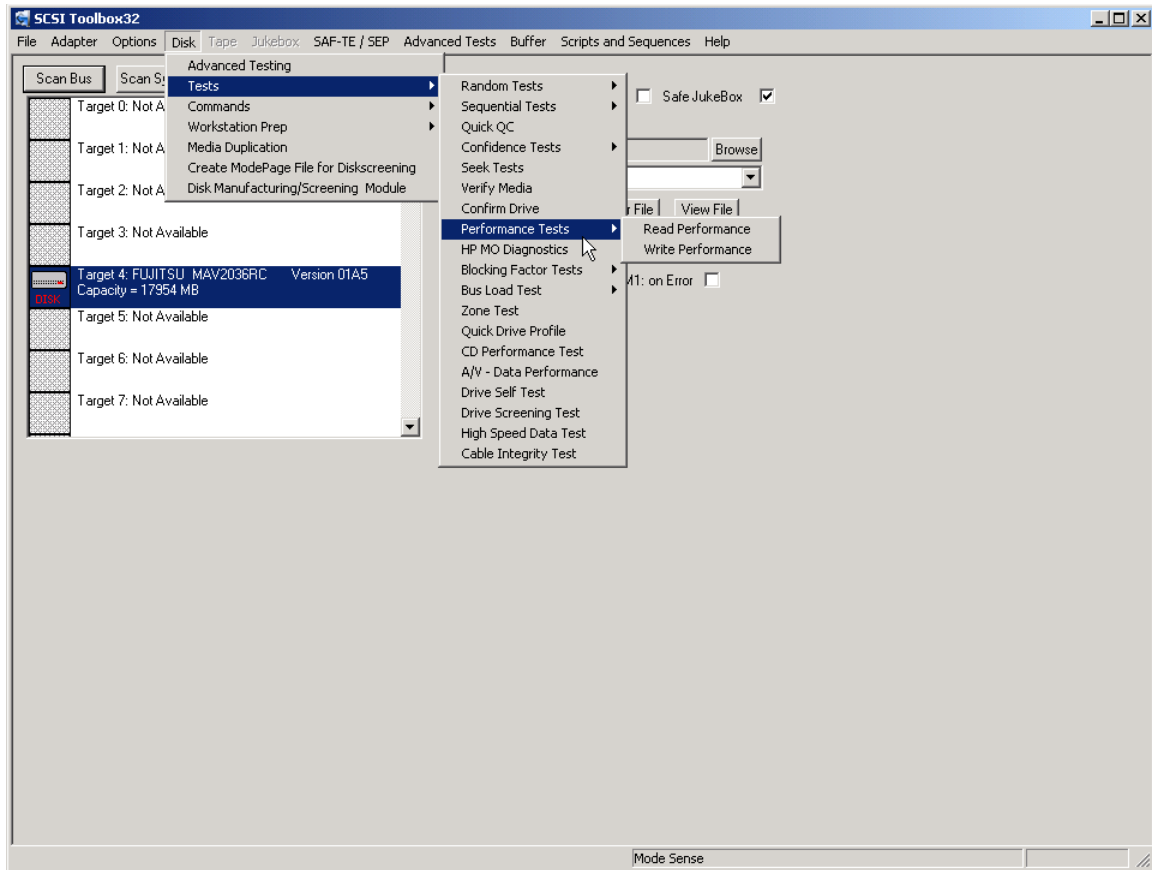 SCSI Toolbox32
File Adapter Options Disk Tape Jukebox SAF-TE / SEP Advanced Tests Buffer Scripts and Sequences Help
Scan Bus
Scan
Safe JukeBox
Browse
File
View File
on Error
Target 0: Not
Target 1: Not
Target 2: Not
Target 3: Not Available
Target 4: FUJITSU MAV2036RC Version 01A5
Capacity = 17954 MB
DISK
Target 5: Not Available
Target 6: Not Available
Target 7: Not Available
Advanced Testing
Tests
Commands
Workstation Prep
Media Duplication
Create ModePage File for Diskscreening
Disk Manufacturing/Screening Module
Random Tests
Sequential Tests
Quick QC
Confidence Tests
Seek Tests
Verify Media
Confirm Drive
Performance Tests
HP MO Diagnostics
Blocking Factor Tests
Bus Load Test
Zone Test
Quick Drive Profile
CD Performance Test
A/V - Data Performance
Drive Self Test
Drive Screening Test
High Speed Data Test
Cable Integrity Test
Read Performance
Write Performance
Mode Sense